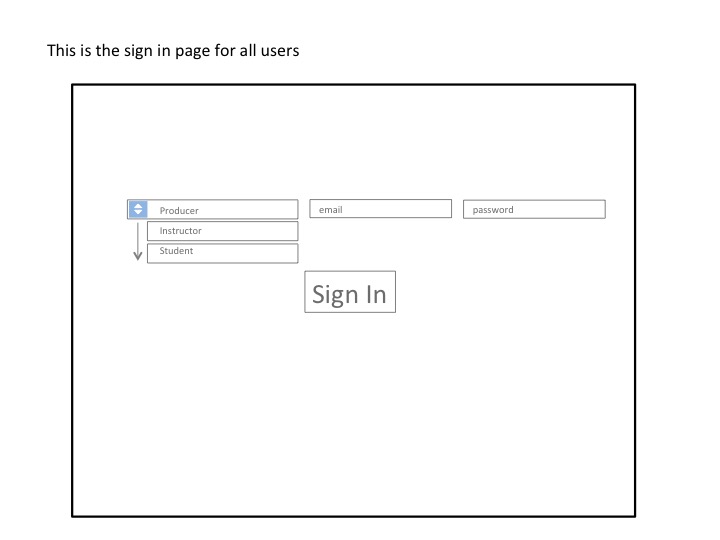 This is the sign in page for all users
Producer
email
password
Instructor
Student
Sign In